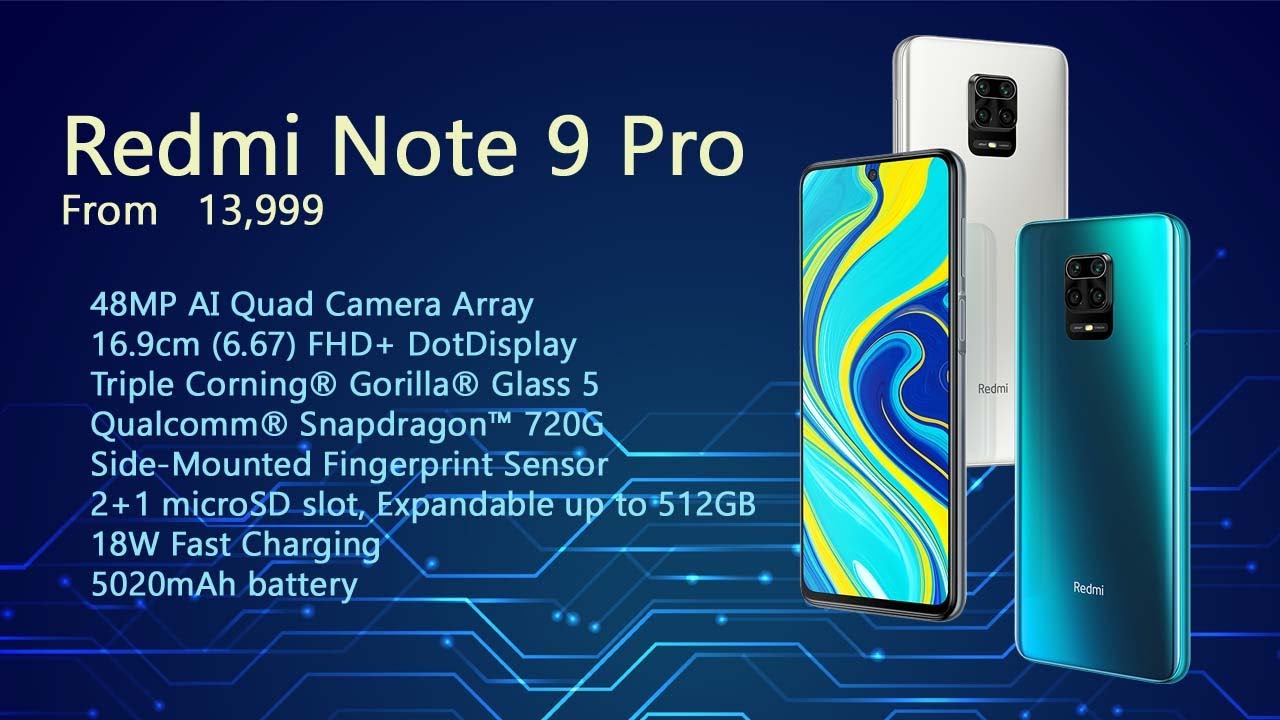 Redmi Note 9 Pro
From 13,999
48MP AI Quad Camera Array
16.9cm (6.67) FHD+ DotDisplay
Triple Corning® Gorilla® Glass 5
Qualcomm® Snapdragon™ 720G
Side-Mounted Fingerprint Sensor
2+1 microSD slot, Expandable up to 512GB
18W Fast Charging
5020mAh battery
Redmi
Redmi